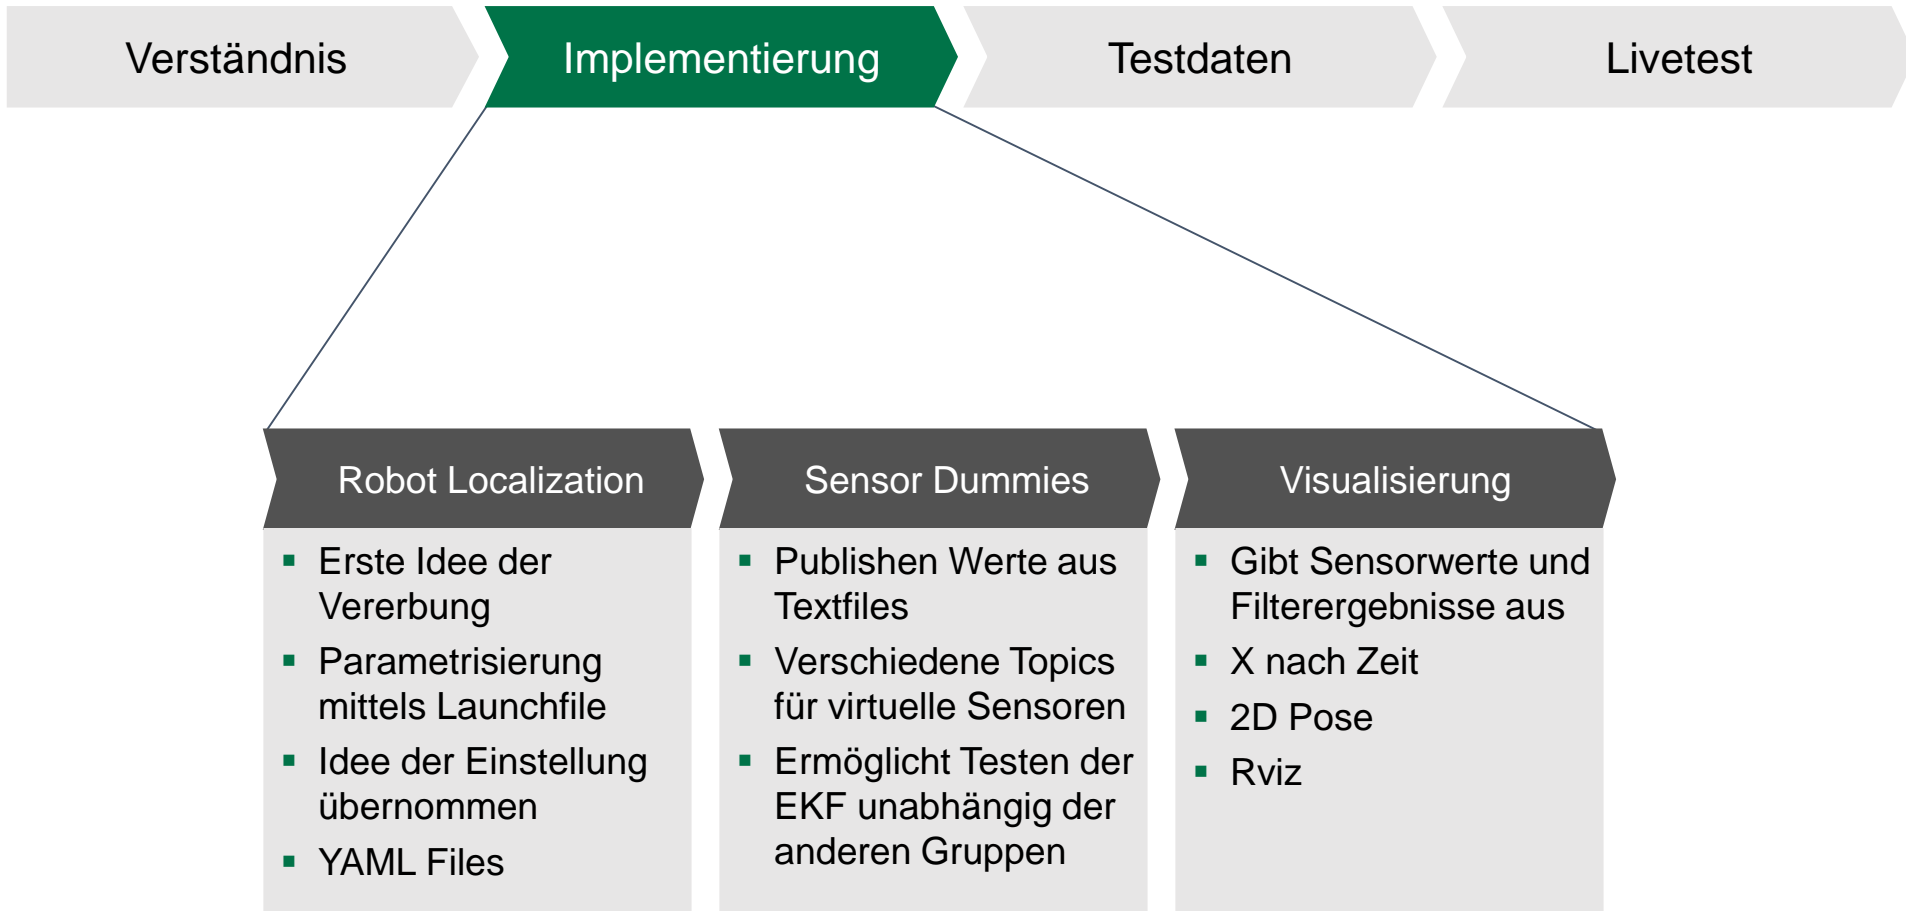 Verständnis
Implementierung
Testdaten
Livetest
Robot Localization
▪ Erste Idee der
Vererbung
▪ Parametrisierung
mittels Launchfile
▪ Idee der Einstellung
übernommen
▪ YAML Files
Sensor Dummies
▪ Publishen Werte aus
Textfiles
▪ Verschiedene Topics
für virtuelle Sensoren
▪ Ermöglicht Testen der
EKF unabhängig der
anderen Gruppen
Visualisierung
▪ Gibt Sensorwerte und
Filterergebnisse aus
▪ X nach Zeit
▪ 2D Pose
▪ Rviz